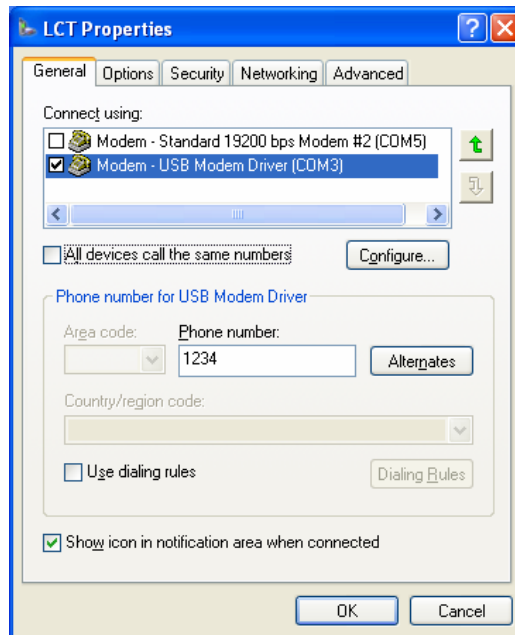 LCT Properties
General Options Security Networking Advanced
Connect using:
Modem - Standard 19200 bps Modem #2 (COM5)
Modem - USB Modem Driver (COM3)
All devices call the same numbers Configure...
Phone number for USB Modem Driver
Area code: Phone number:
1234 Alternates
Country/region code:
Use dialing rules Dialing Rules
Show icon in notification area when connected
OK Cancel